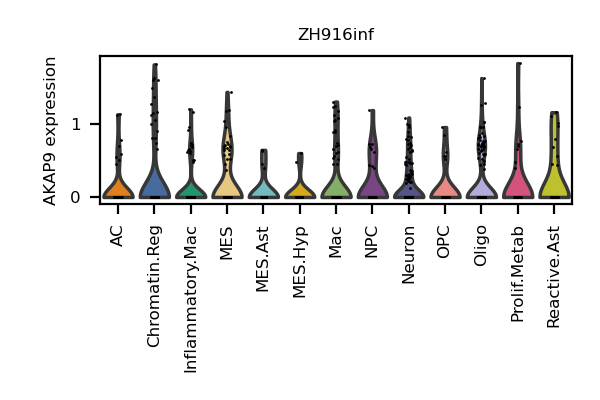 ZH916inf
AKAP9 expression
1
0
AC
Chromatin.Reg
Inflammatory.Mac
MES
MES.Ast
MES.Hyp
Mac
NPC
Neuron
OPC
Oligo
Prolif.Metab
Reactive.Ast